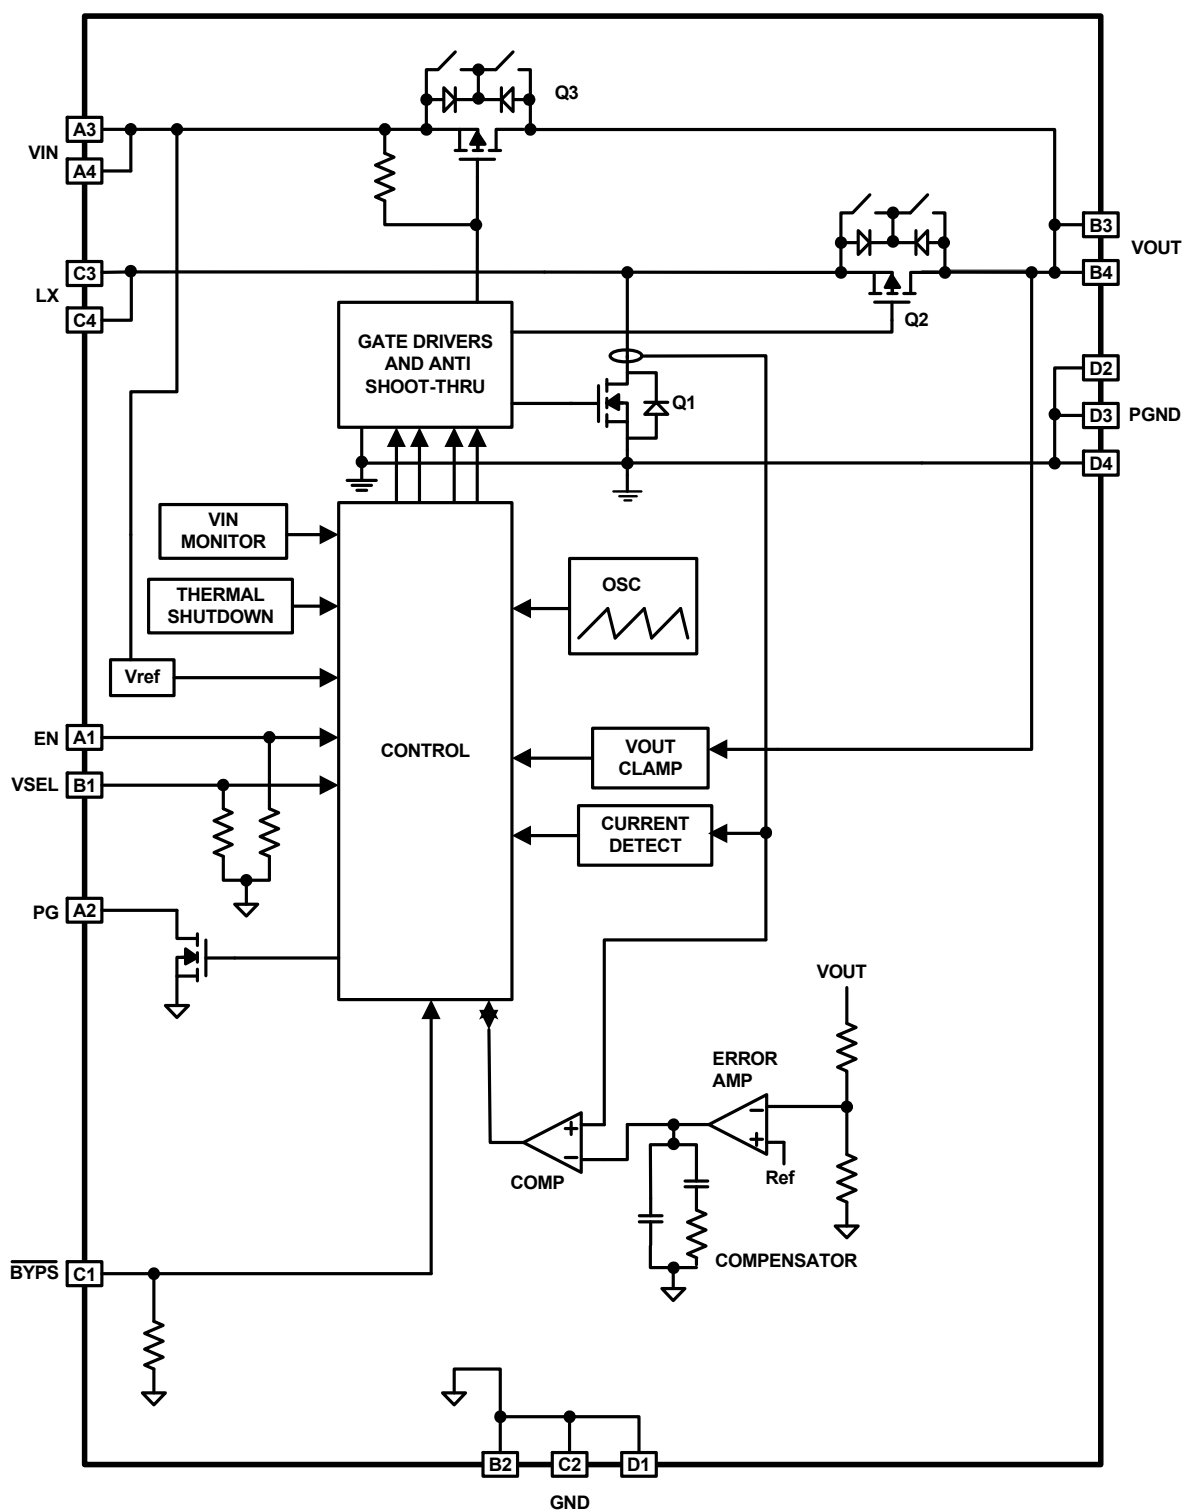 Q3
A3
VIN
A4
B3
VOUT
C3
B4
LX
C4
Q2
GATE DRIVERS
AND ANTI
SHOOT-THRU
D2
Q1
D3
PGND
D4
VIN
MONITOR
OSC
THERMAL
SHUTDOWN
Vref
EN
A1
CONTROL
VOUT
CLAMP
VSEL
B1
CURRENT
DETECT
PG
A2
VOUT
ERROR
AMP
−
+
+
−
COMP
Ref
COMPENSATOR
BYPS
C1
B2
C2
D1
GND